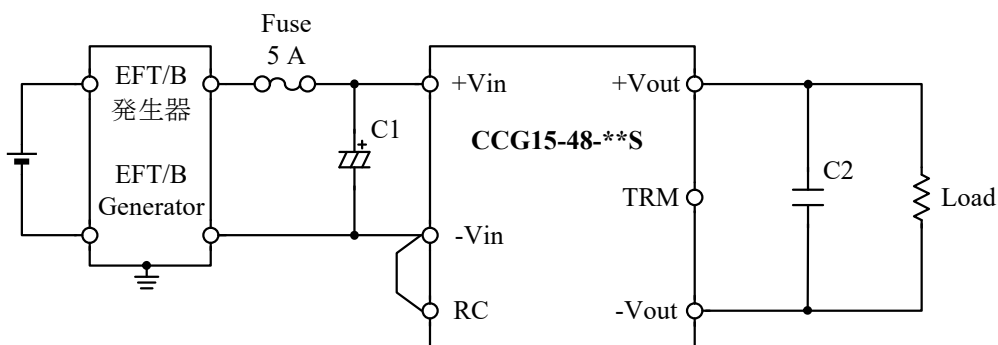 Fuse
5 A
EFT/B
発生器
EFT/B
Generator
C1
+
+Vin
-Vin
RC
CCG15-48-**S
+Vout
TRM
-Vout
C2
Load